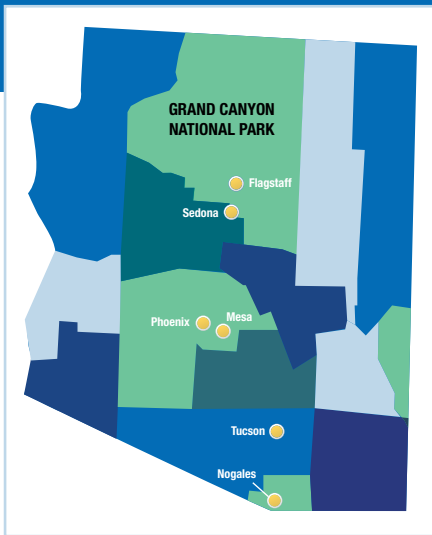 GRAND CANYON
NATIONAL PARK
Flagstaff
Sedona
Phoenix
Mesa
Tucson
Nogales